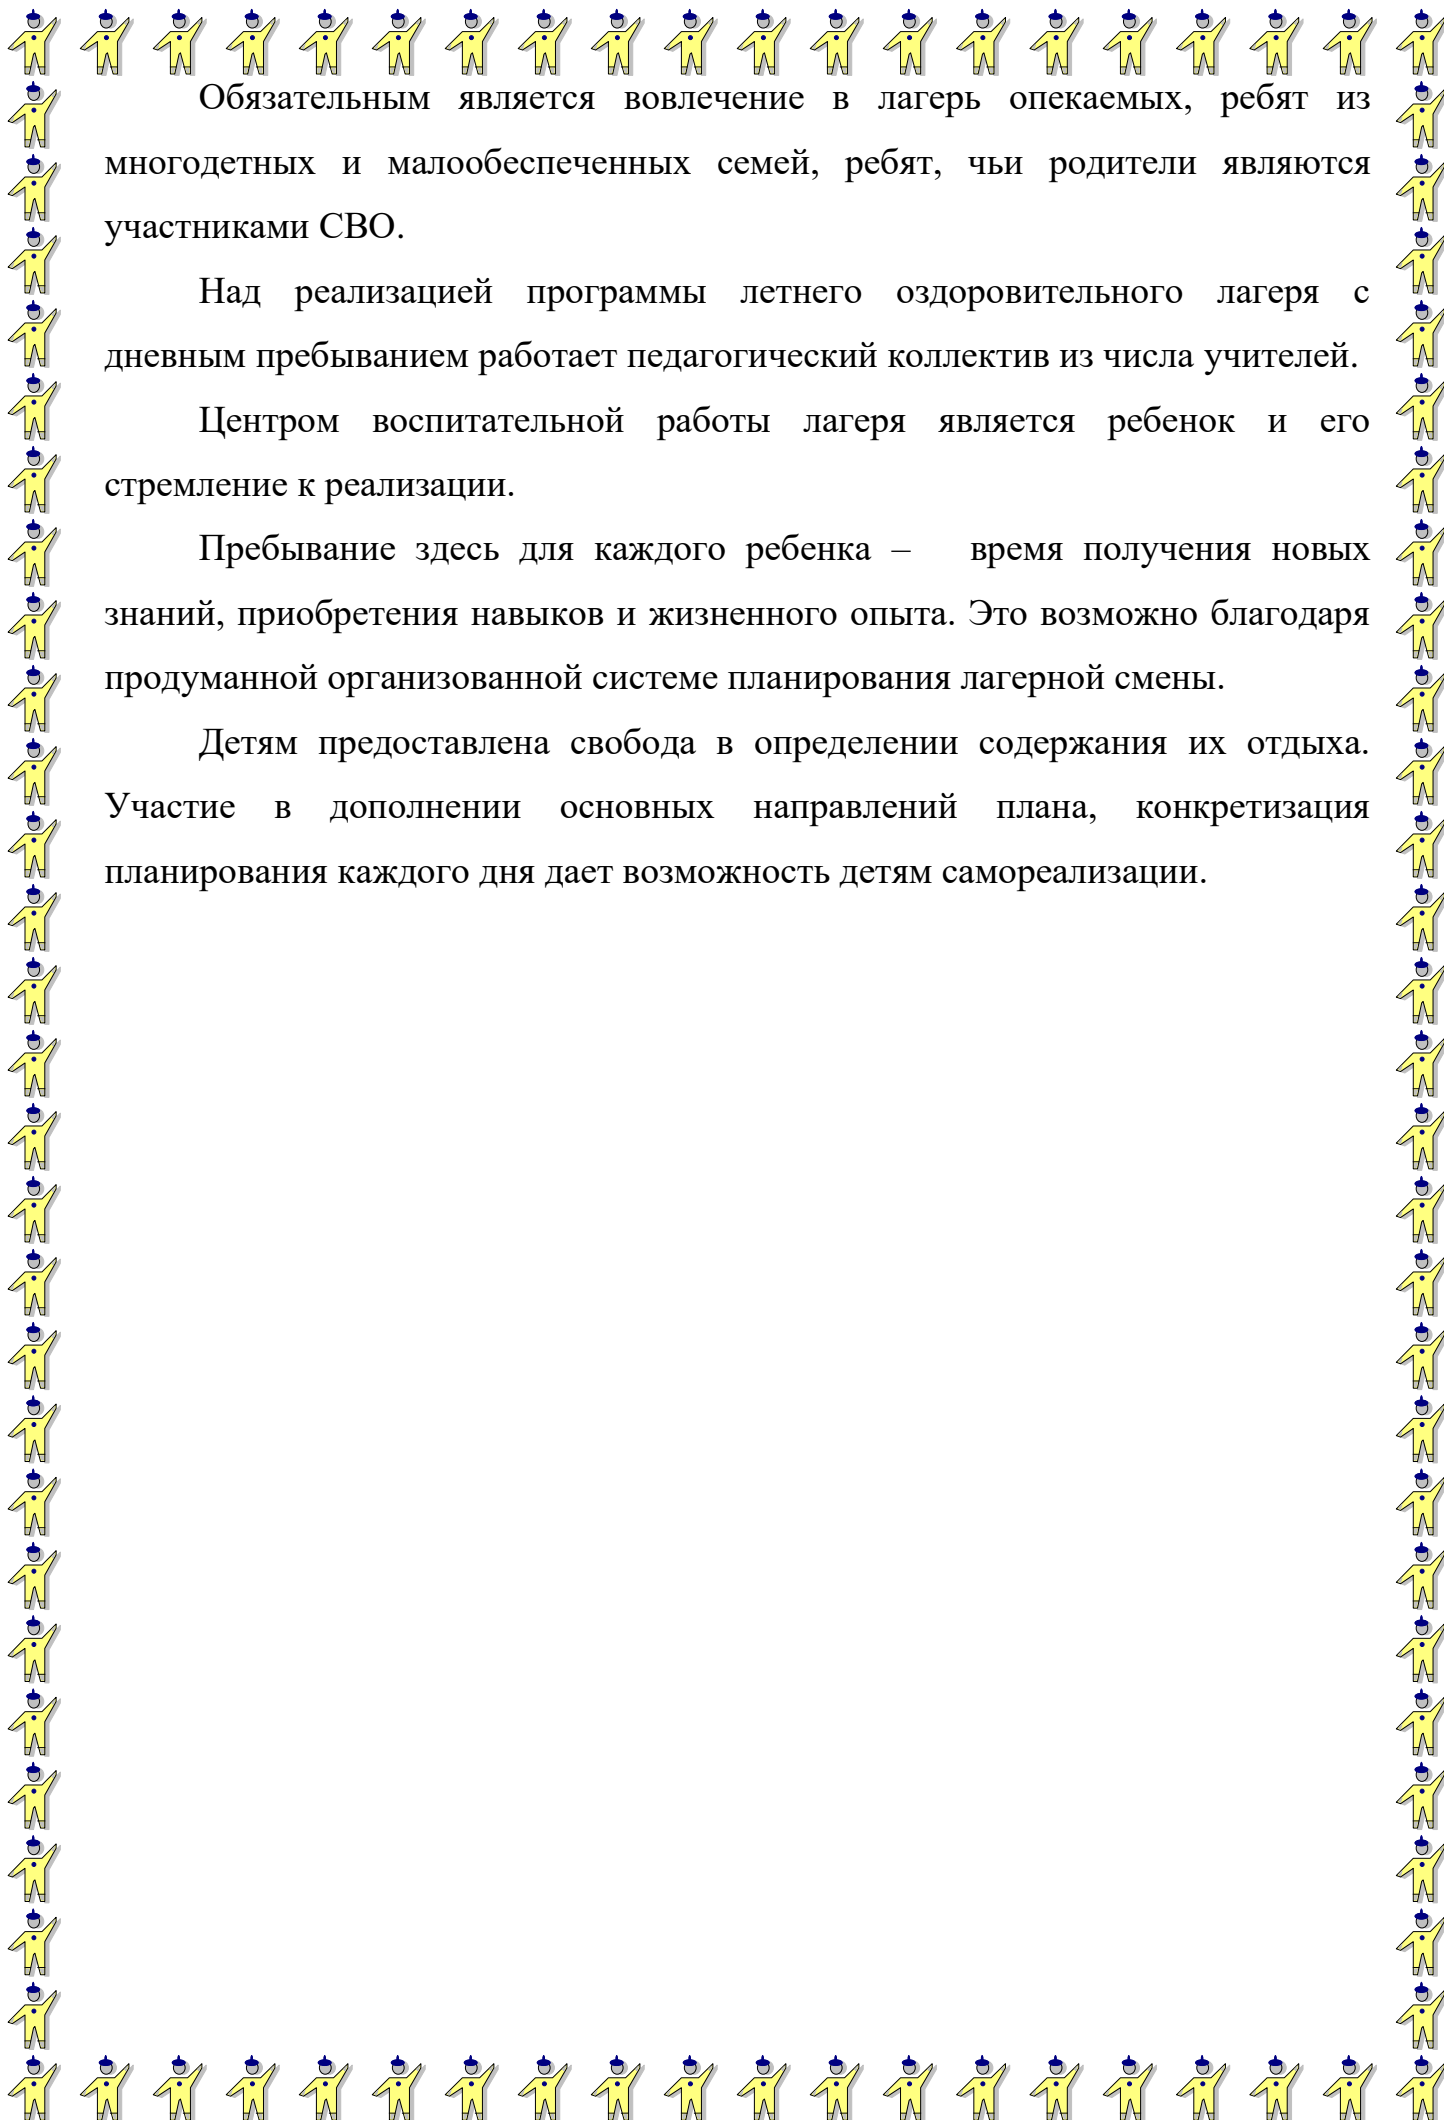 Обязательным является вовлечение в лагерь опекаемых, ребят из
многодетных и малообеспеченных семей, ребят, чьи родители являются
участниками СВО.
Над реализацией программы летнего оздоровительного лагеря с
дневным пребыванием работает педагогический коллектив из числа учителей.
Центром воспитательной работы лагеря является ребенок и его
стремление к реализации.
Пребывание здесь для каждого ребенка – время получения новых
знаний, приобретения навыков и жизненного опыта. Это возможно благодаря
продуманной организованной системе планирования лагерной смены.
Детям предоставлена свобода в определении содержания их отдыха.
Участие в дополнении основных направлений плана, конкретизация
планирования каждого дня дает возможность детям самореализации.